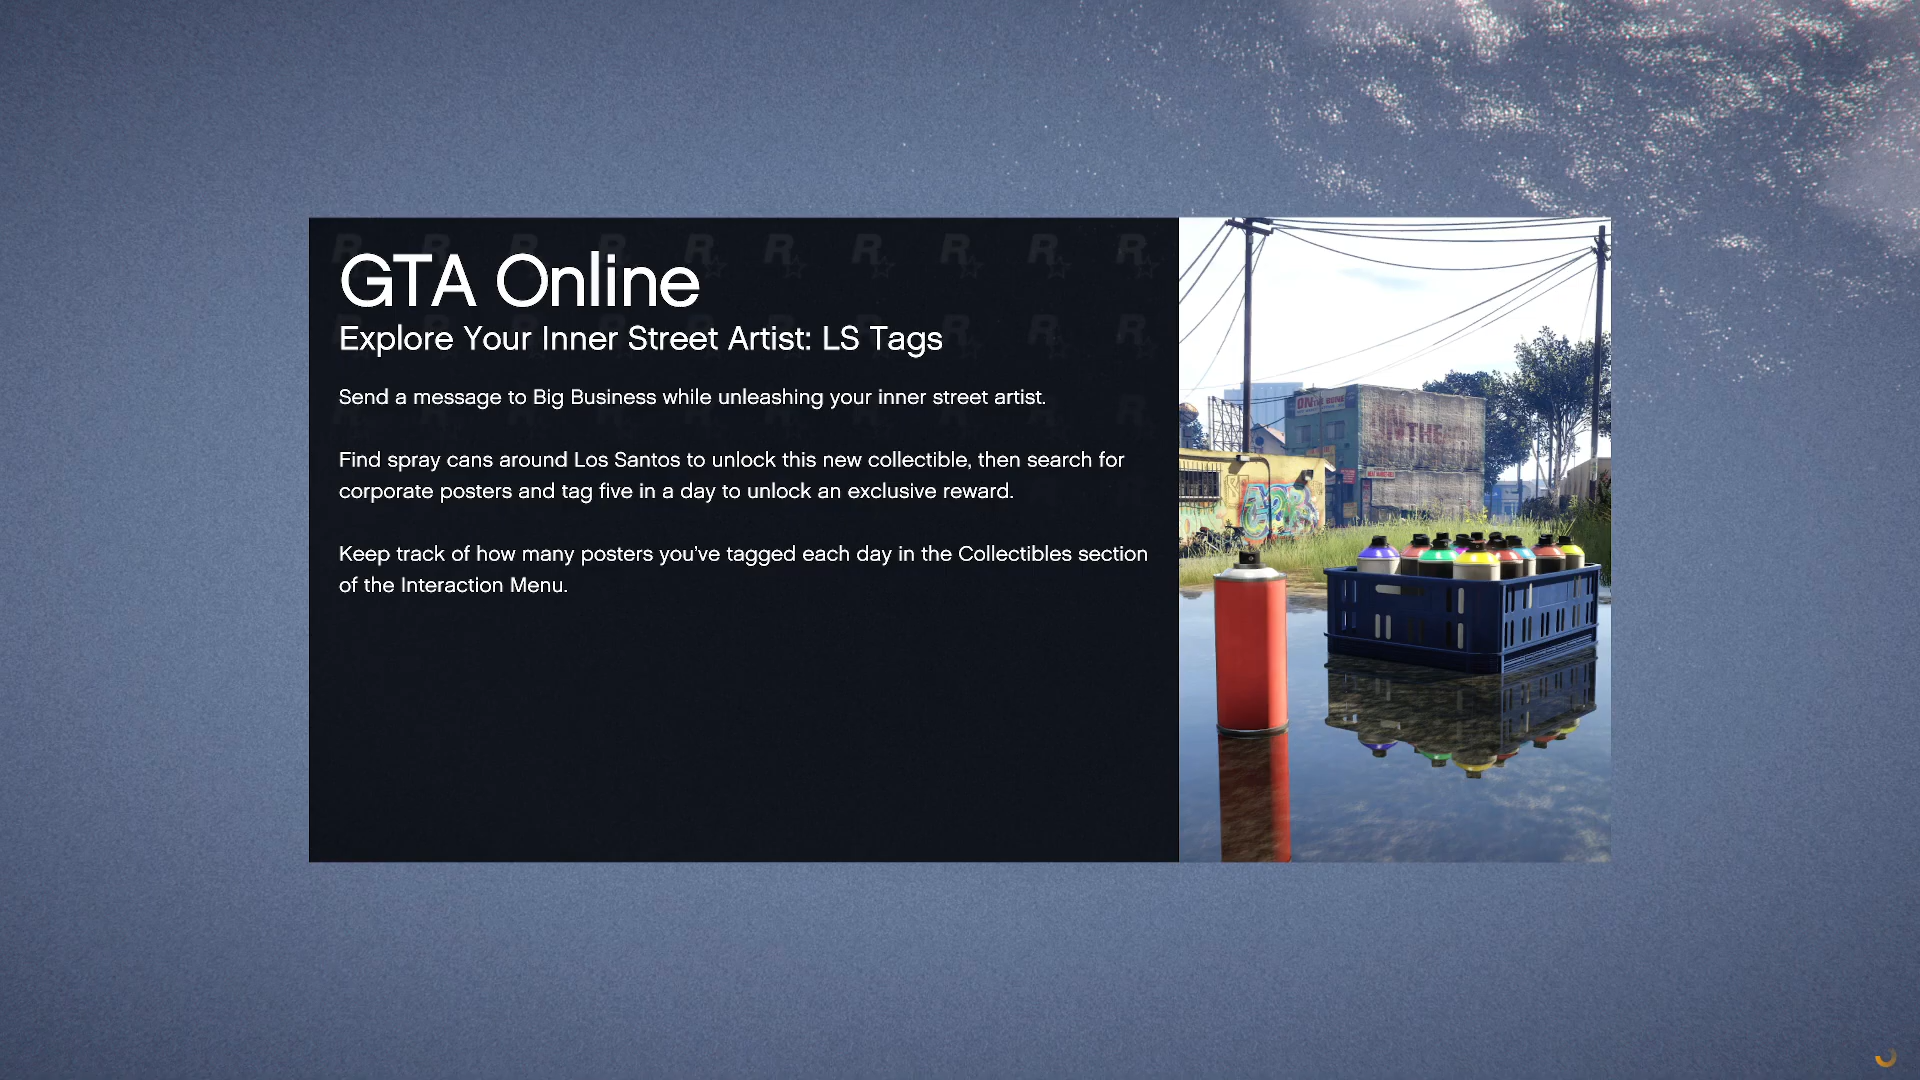 GTA Online
Explore Your Inner Street Artist: LS Tags
Send a message to Big Business while unleashing your inner street artist.
Find spray cans around Los Santos to unlock this new collectible, then search for
corporate posters and tag five in a day to unlock an exclusive reward.
Keep track of how many posters you've tagged each day in the Collectibles section
of the Interaction Menu.